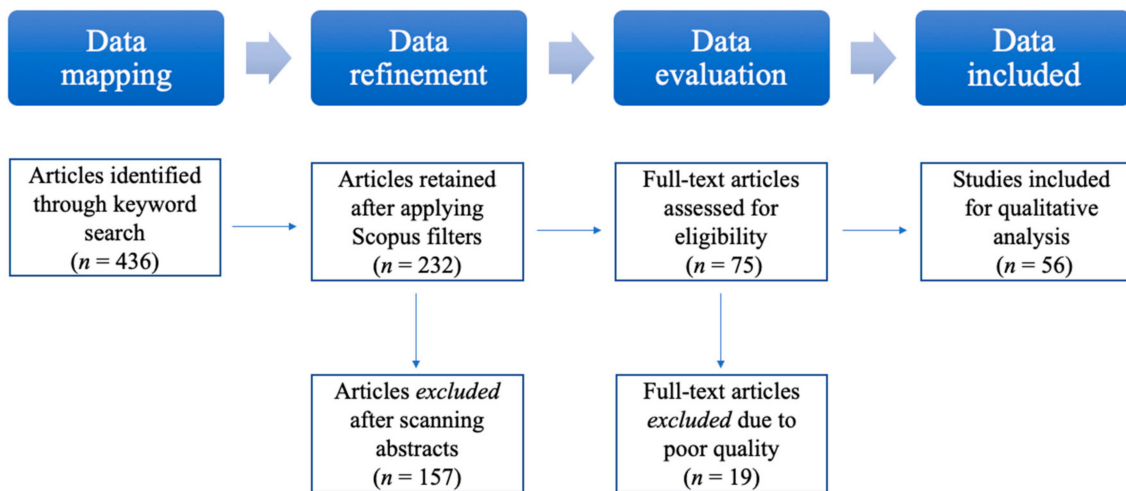 Data
mapping
Data
refinement
Data
evaluation
Data
included
Articles identified
through keyword
search
(n = 436)
Articles retained
after applying
Scopus filters
(n = 232)
Full-text articles
assessed for
eligibility
(n = 75)
Studies included
for qualitative
analysis
(n = 56)
Articles excluded
after scanning
abstracts
(n = 157)
Full-text articles
excluded due to
poor quality
(n = 19)